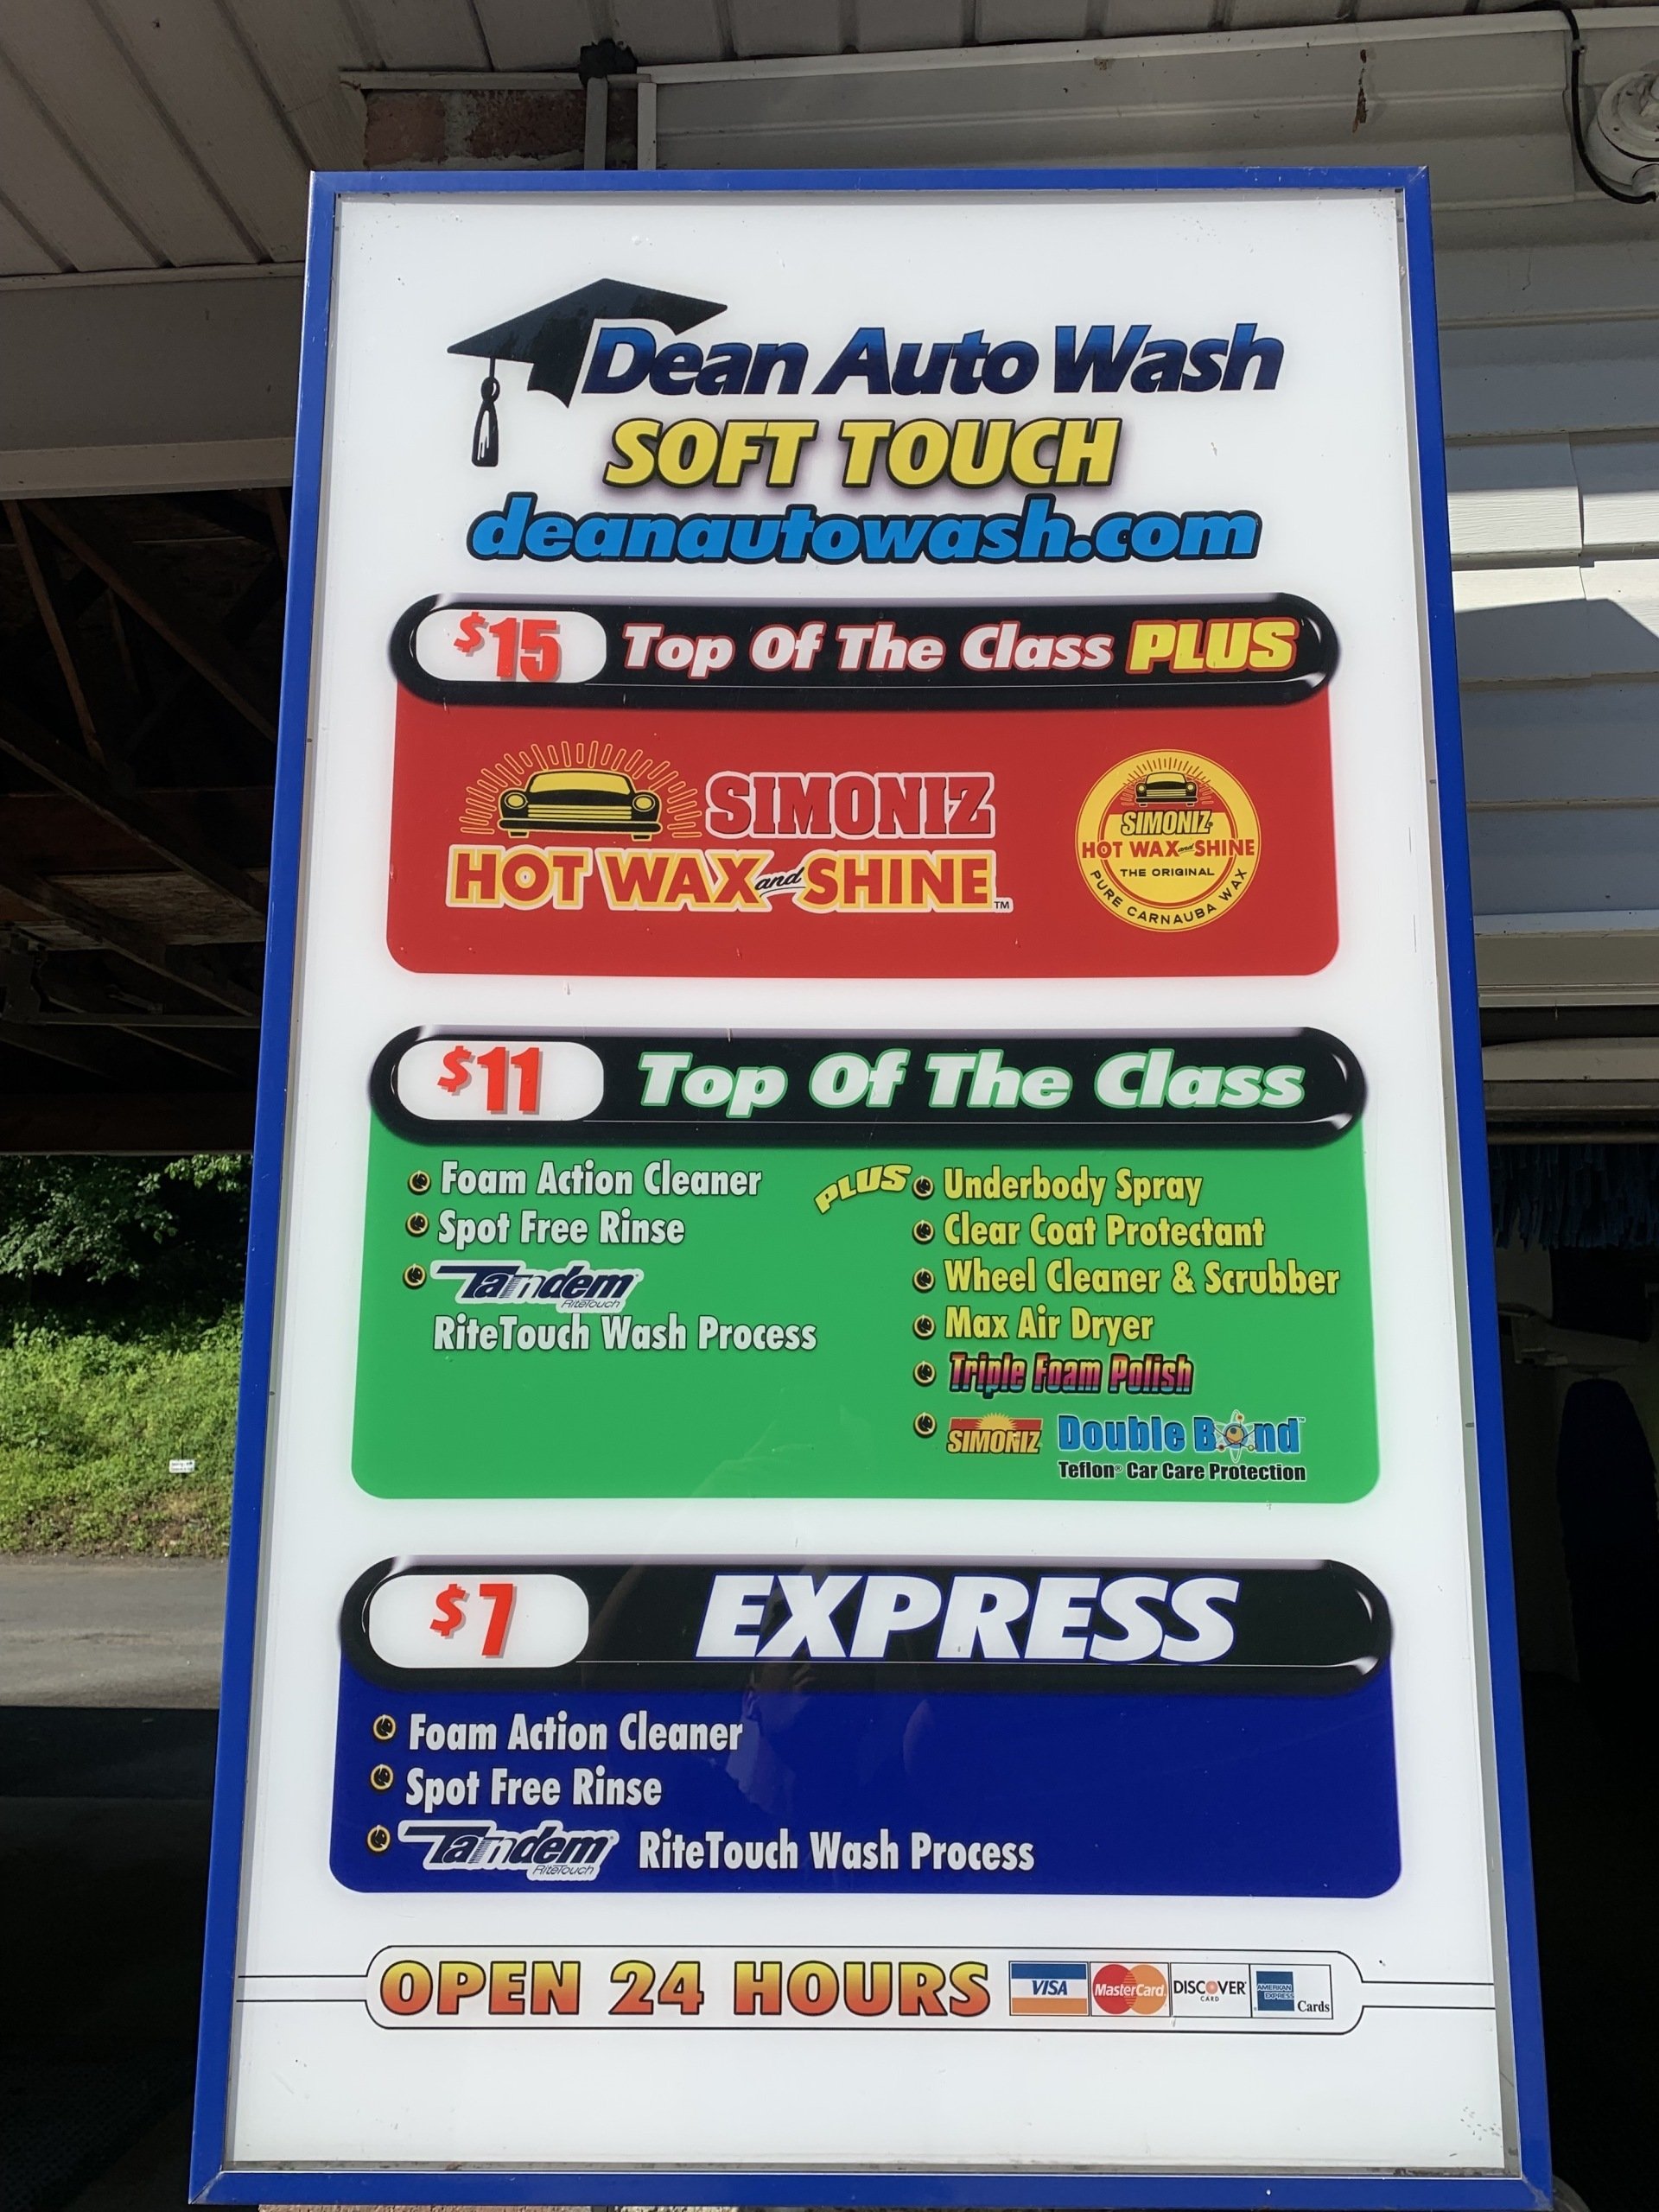 Dean Auto Wash
SOFT TOUCH
deanautowash.com
$15 Top Of The Class PLUS
SIMONIZ
HOT WAX and SHINE TM
SIMONIZ
HOT WAX and SHINE
THE ORIGINAL
PURE CARNAUBA WAX
$11 Top Of The Class
Foam Action Cleaner
Spot Free Rinse
Tandem
RiteTouch
RiteTouch Wash Process
PLUS Underbody Spray
Clear Coat Protectant
Wheel Cleaner & Scrubber
Max Air Dryer
Triple Foam Polish
SIMONIZ Double Bond™
Teflon® Car Care Protection
$7 EXPRESS
Foam Action Cleaner
Spot Free Rinse
Tandem® RiteTouch Wash Process
RiteTouch
OPEN 24 HOURS VISA MasterCard DISCOVER CARD AMERICAN EXPRESS Cards